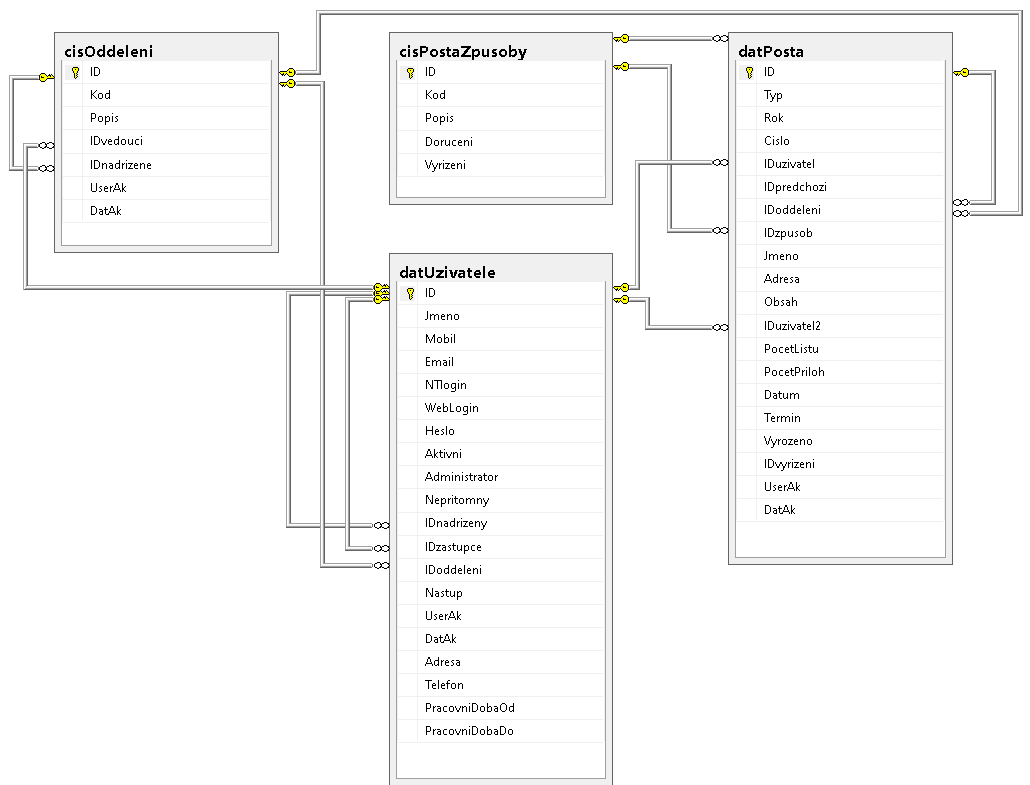 cisOddeleni
ID
Kod
Popis
IDvedouci
IDnadrizene
UserAk
DatAk
cisPostaZpusoby
ID
Kod
Popis
Doruceni
Vyrizeni
datPosta
ID
Typ
Rok
Cislo
IDuzivatel
IDpredchozi
IDoddeleni
IDzpusob
Jmeno
Adresa
Obsah
IDuzivatel2
PocetListu
PocetPriloh
Datum
Termin
Vyrozeno
IDvyrizeni
UserAk
DatAk
datUzivatele
ID
Jmeno
Mobil
Email
NTlogin
WebLogin
Heslo
Aktivni
Administrator
Nepritomny
IDnadrizeny
IDzastupce
IDoddeleni
Nastup
UserAk
DatAk
Adresa
Telefon
PracovniDobaOd
PracovniDobaDo